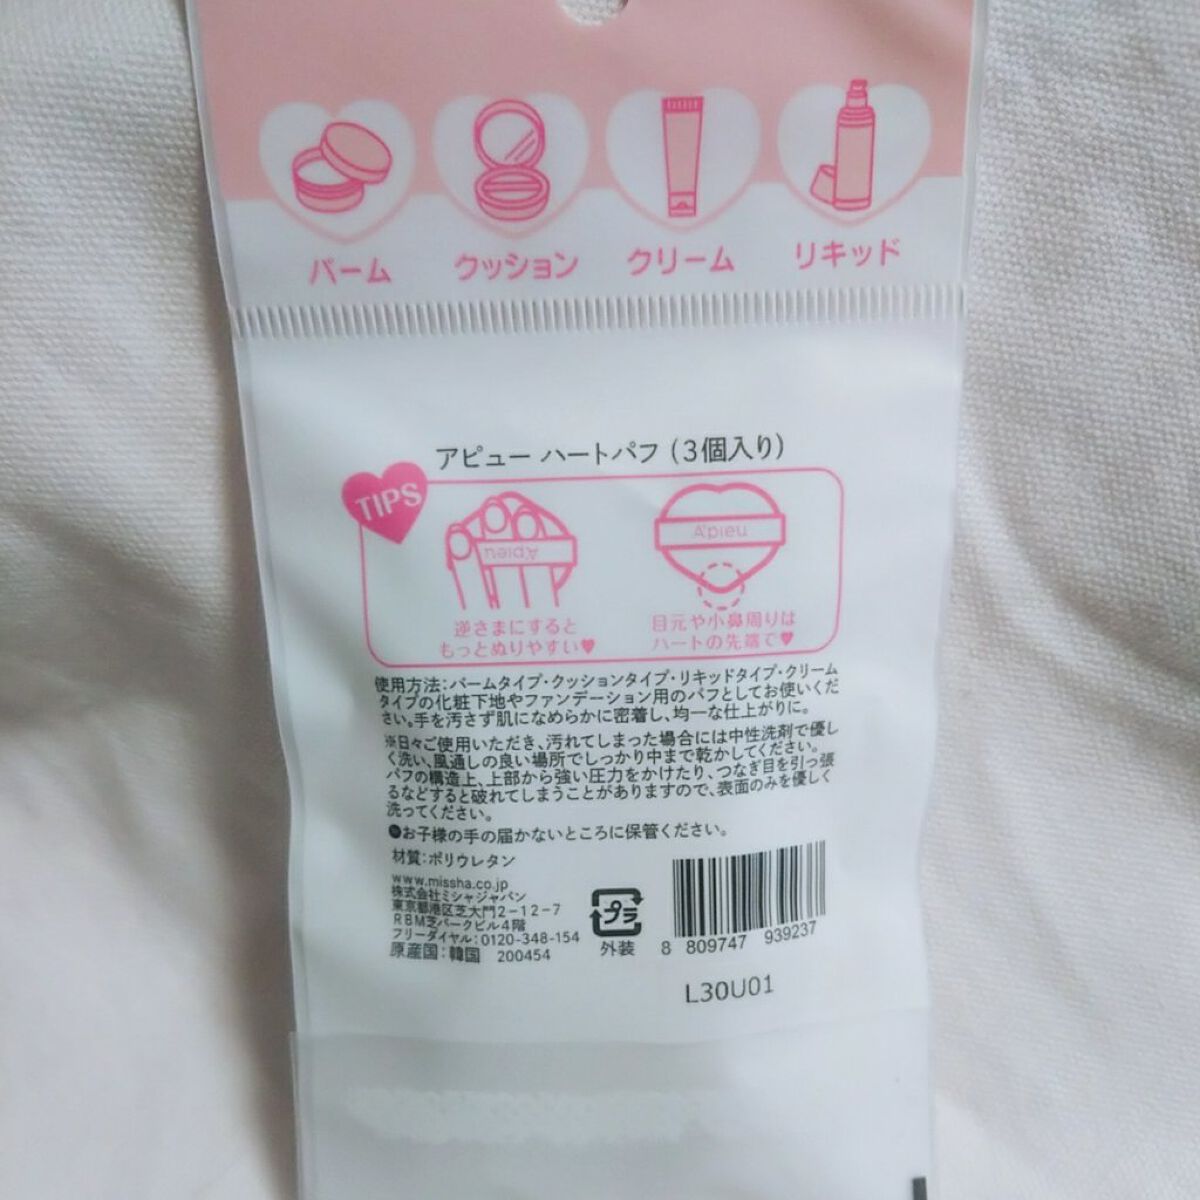 バーム
クッション
クリーム
リキッド
アピュー ハートパフ (3個入り)
TIPS
A'pieu
A'pieu
逆さまにすると
もっとぬりやすい♥
目元や小鼻周りは
ハートの先端で♥
使用方法:バームタイプ・クッションタイプ・リキッドタイプ・クリーム
タイプの化粧下地やファンデーション用のパフとしてお使いくだ
さい。手を汚さず肌になめらかに密着し、均一な仕上がりに。
※日々ご使用いただき、汚れてしまった場合には中性洗剤で優し
く洗い、風通しの良い場所でしっかり中まで乾かしてください。
パフの構造上、上部から強い圧力をかけたり、つなぎ目を引っ張
るなどすると破れてしまうことがありますので、表面のみを優しく
洗ってください。
●お子様の手の届かないところに保管ください。
材質:ポリウレタン
www.missha.co.jp
株式会社ミシャジャパン
東京都港区芝大門2-12-7
RBM芝パークビル4階
フリーダイヤル:0120-348-154
原産国:韓国 200454
プラ
外装
8 809747 939237
L30U01